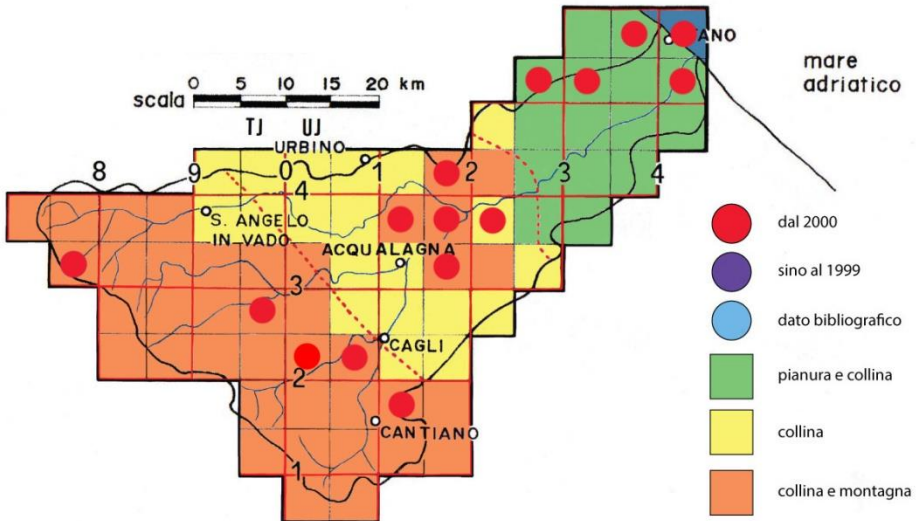 FANO
mare
adriatico
0 5 10 15 20 km
scala
TJ UJ
URBINO
8 9 0 1 2 3 4
4
S. ANGELO
IN VADO
ACQUALAGNA
3
CAGLI
2
CANTIANO
1
dal 2000
sino al 1999
dato bibliografico
pianura e collina
collina
collina e montagna